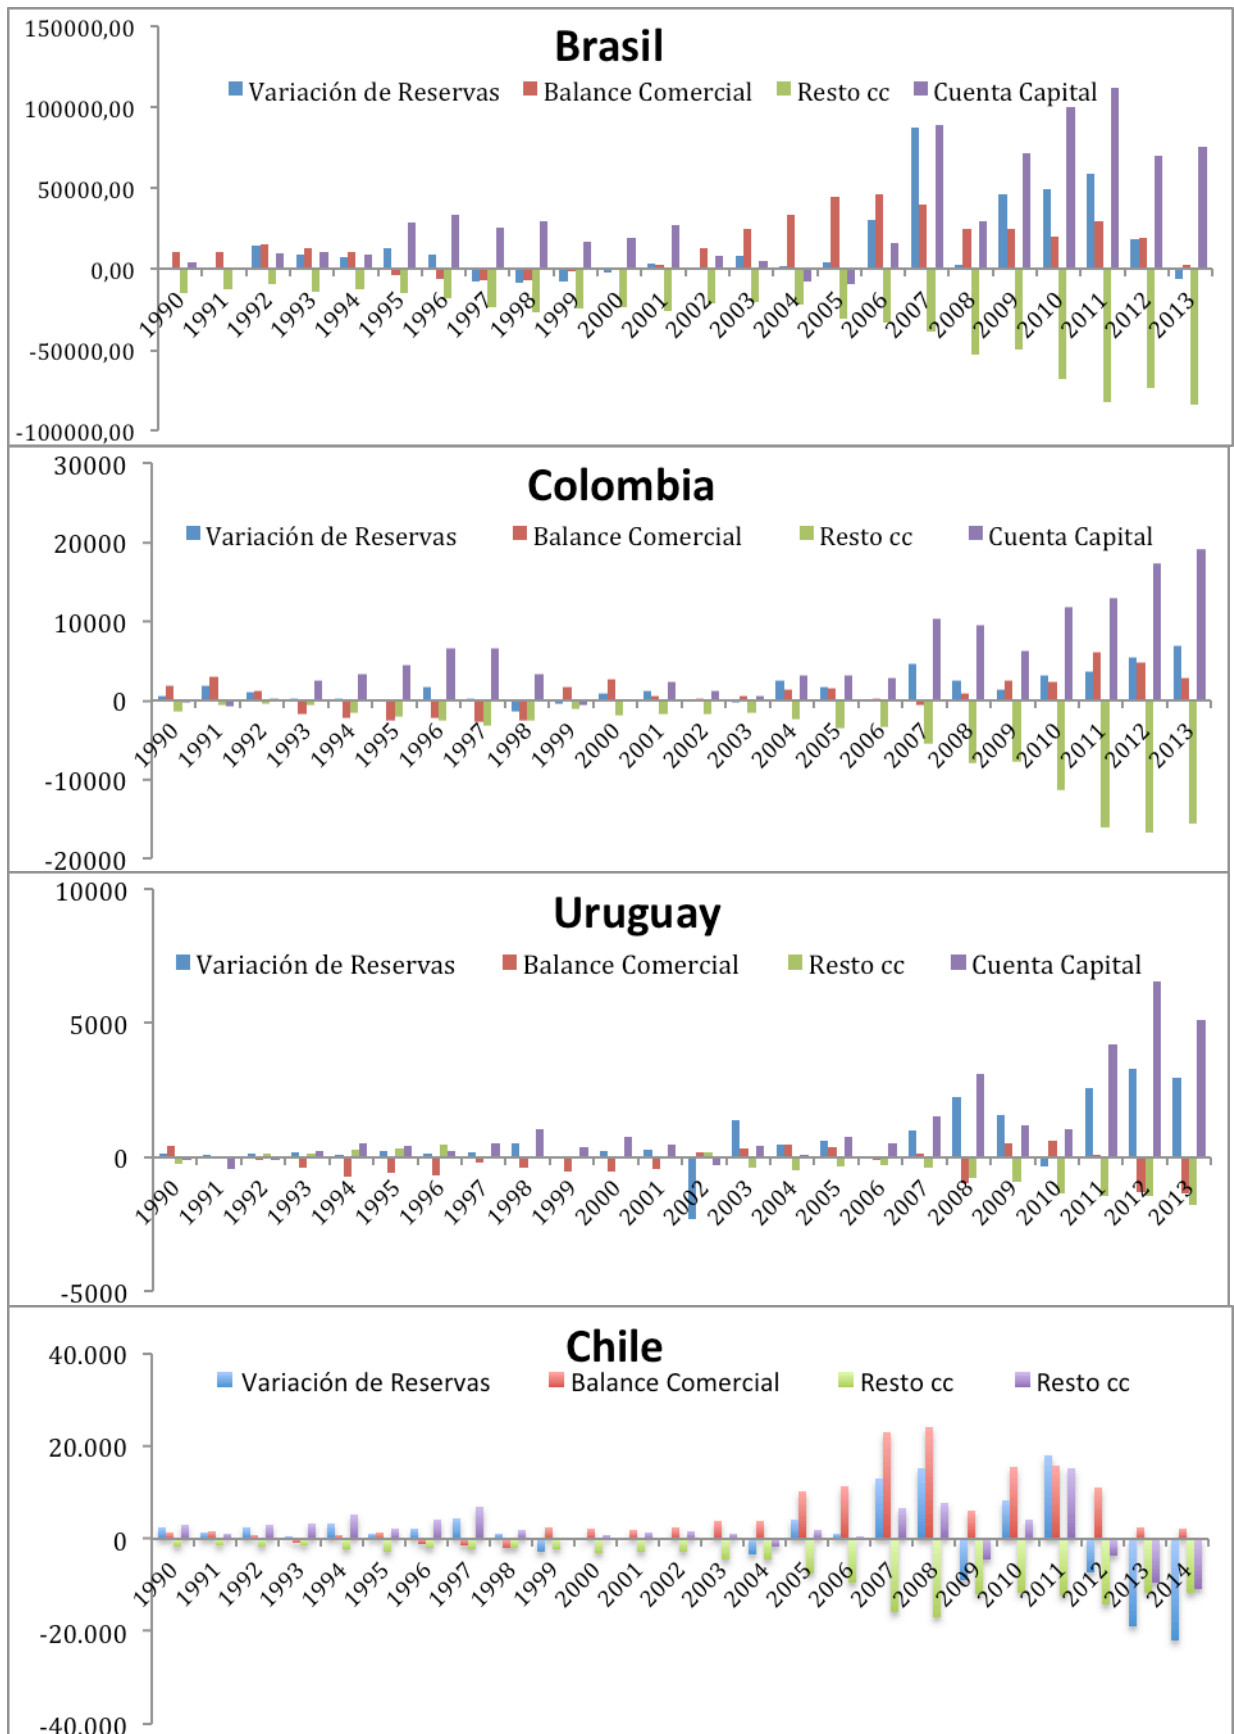 Brasil
150000,00
Variación de Reservas Balance Comercial Resto cc Cuenta Capital
100000,00
50000,00
0,00
-50000,00
-100000,00
1990 1991 1992 1993 1994 1995 1996 1997 1998 1999 2000 2001 2002 2003 2004 2005 2006 2007 2008 2009 2010 2011 2012 2013
Colombia
30000
Variación de Reservas Balance Comercial Resto cc Cuenta Capital
20000
10000
0
-10000
-20000
1990 1991 1992 1993 1994 1995 1996 1997 1998 1999 2000 2001 2002 2003 2004 2005 2006 2007 2008 2009 2010 2011 2012 2013
Uruguay
10000
Variación de Reservas Balance Comercial Resto cc Cuenta Capital
5000
0
-5000
1990 1991 1992 1993 1994 1995 1996 1997 1998 1999 2000 2001 2002 2003 2004 2005 2006 2007 2008 2009 2010 2011 2012 2013
Chile
40.000
Variación de Reservas Balance Comercial Resto cc Resto cc
20.000
0
-20.000
-40.000
1990 1991 1992 1993 1994 1995 1996 1997 1998 1999 2000 2001 2002 2003 2004 2005 2006 2007 2008 2009 2010 2011 2012 2013 2014